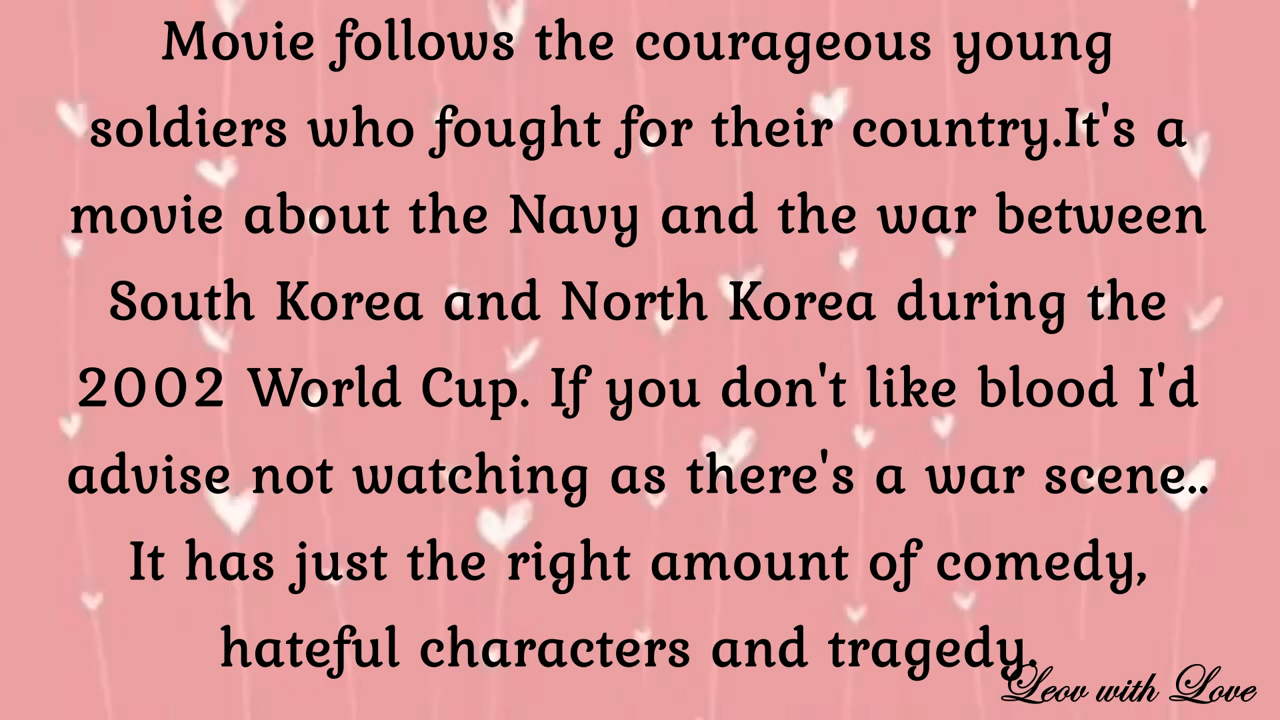 Movie follows the courageous young
soldiers who fought for their country.It's a
movie about the Navy and the war between
South Korea and North Korea during the
2002 World Cup. If you don't like blood I'd
advise not watching as there's a war scene..
It has just the right amount of comedy,
hateful characters and tragedy.
Leov with Love